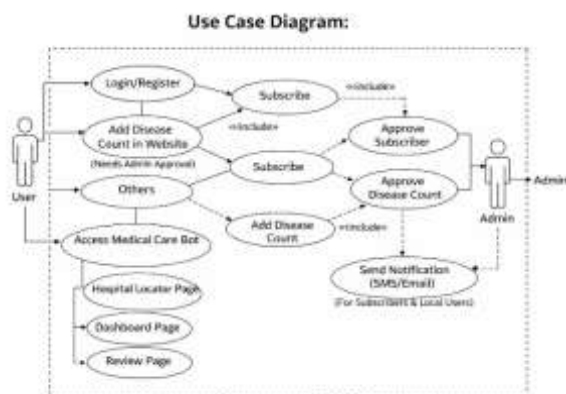 Use Case Diagram:
Login/Register
Subscribe
«include»
Add Disease
Count in Website
(Needs Admin Approval)
«include»
Approve
Subscriber
User
Subscribe
Others
Approve
Disease Count
Admin
Admin
Add Disease
Count
«include»
Access Medical Care Bot
Send Notification
(SMS/Email)
(For Subscribers & Local Users)
Hospital Locator Page
Dashboard Page
Review Page